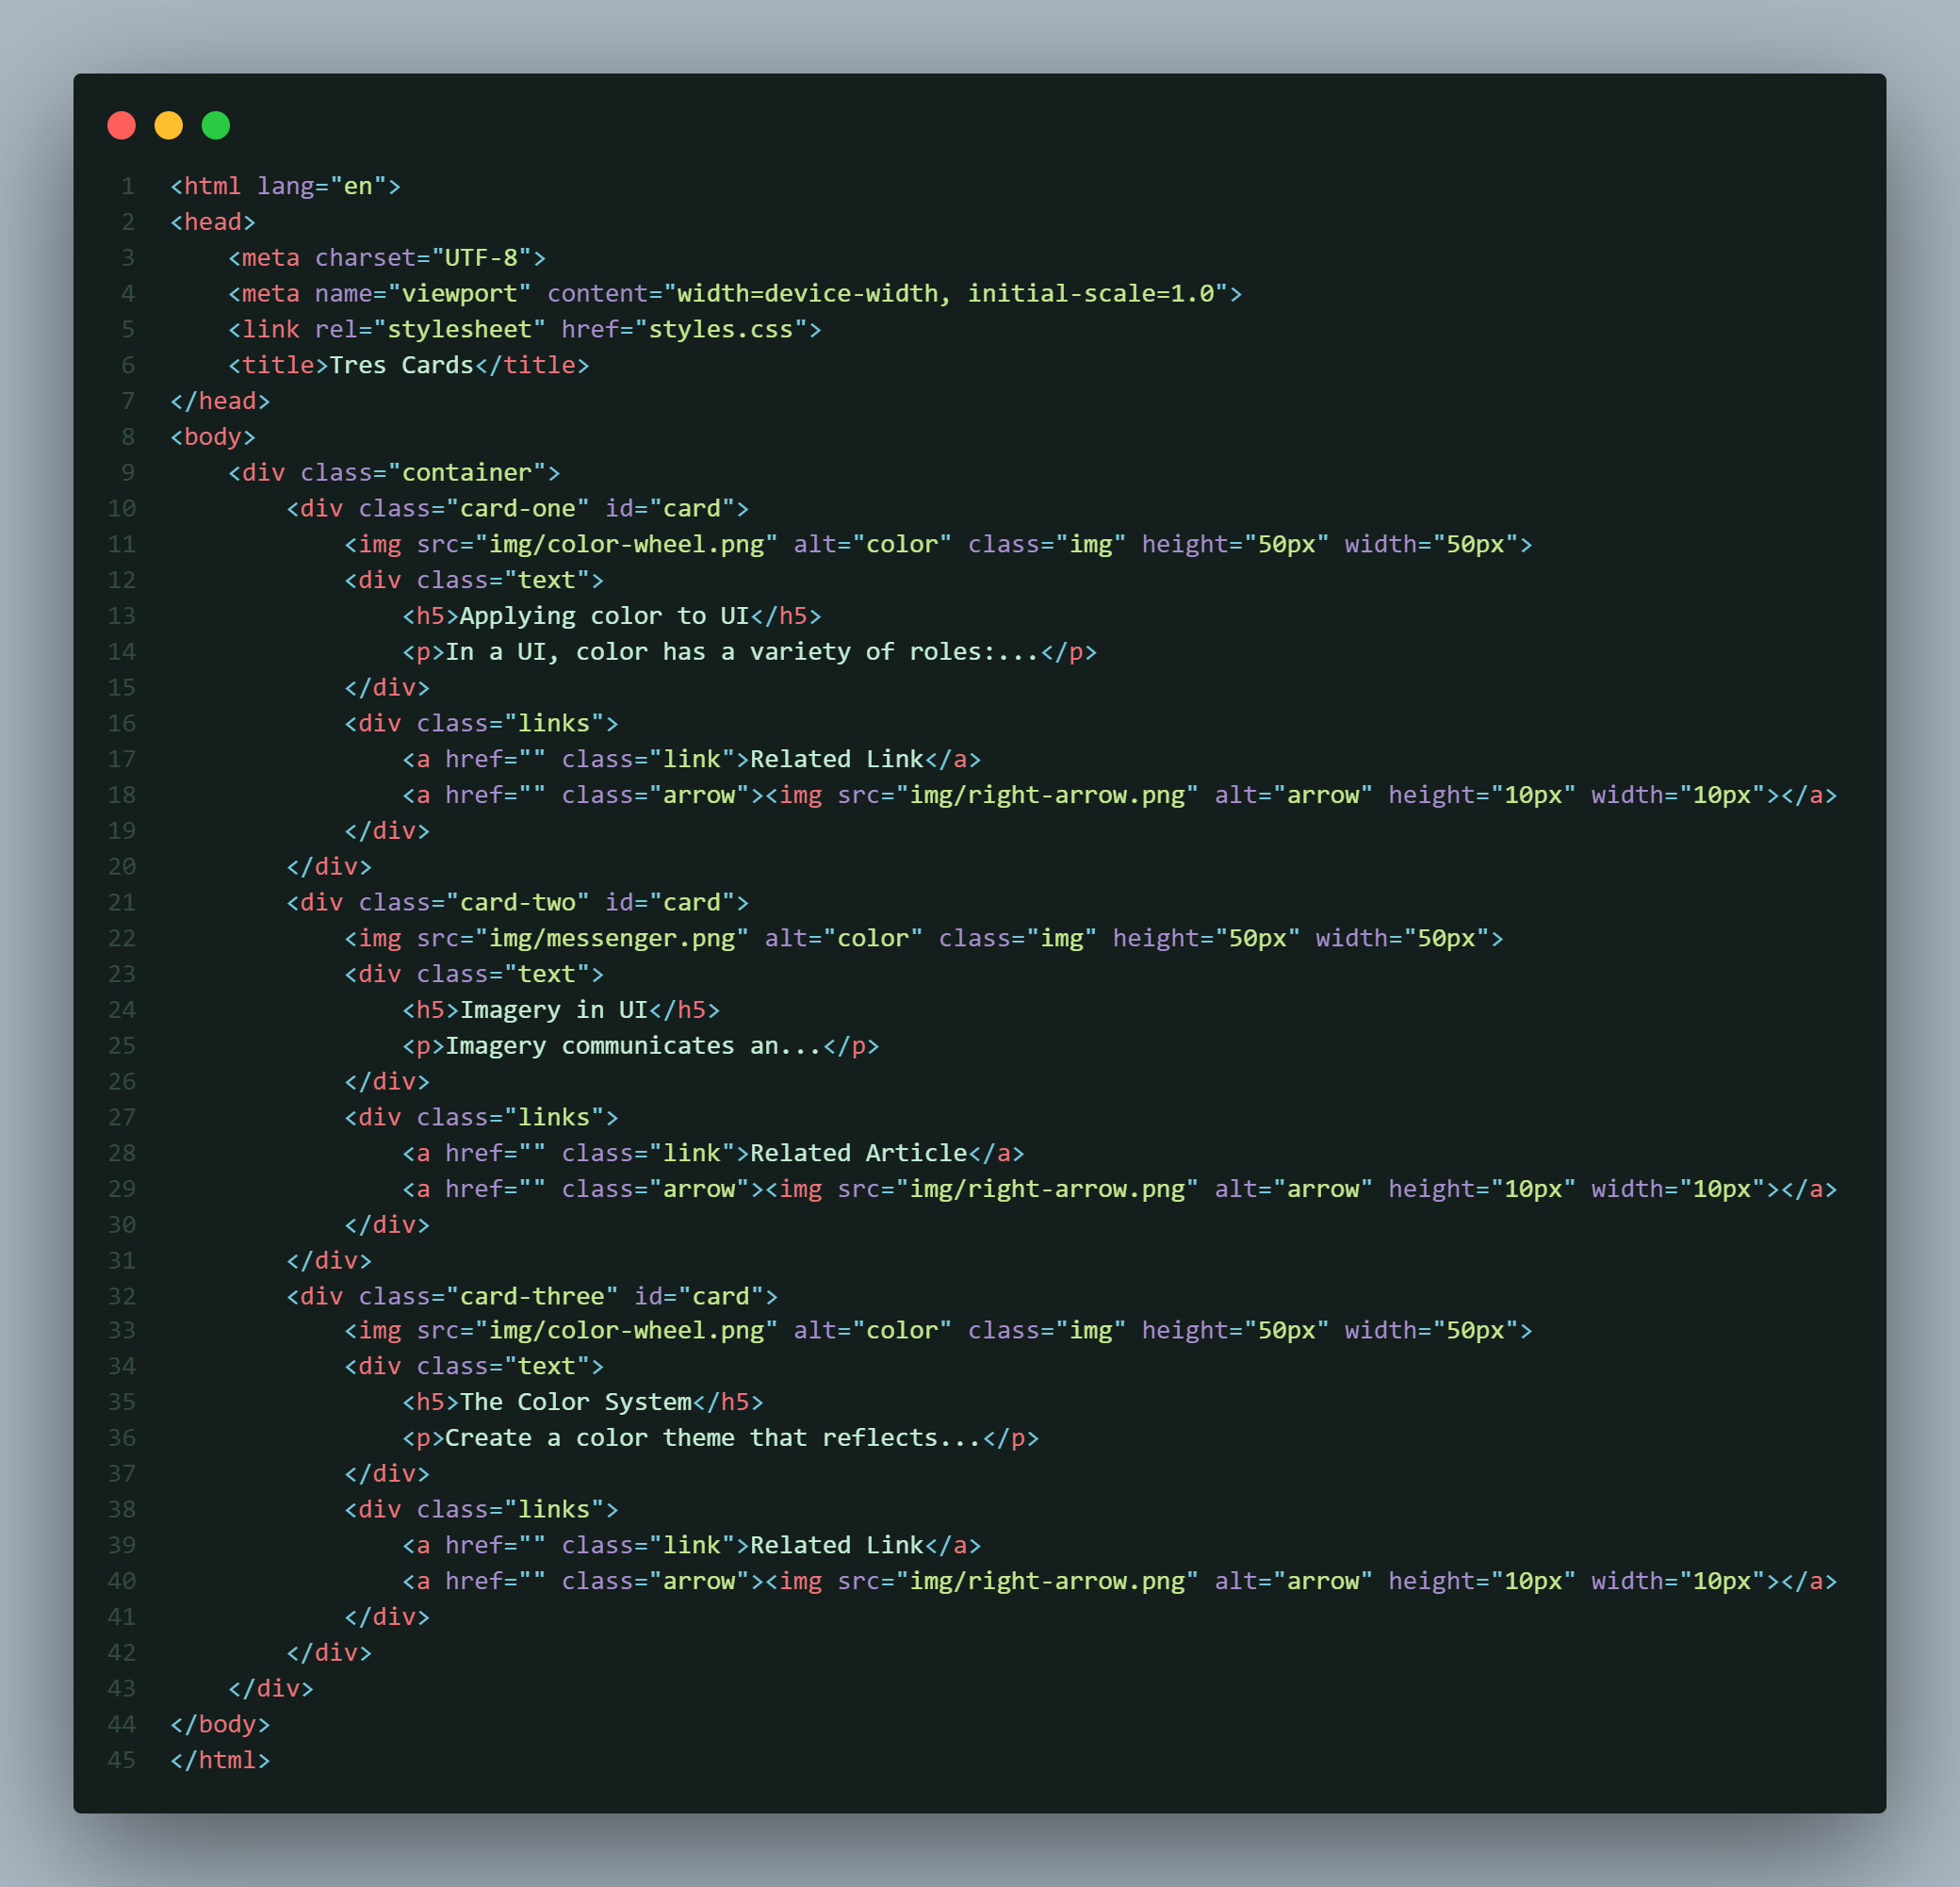 1 <html lang="en">
2 <head>
3     <meta charset="UTF-8">
4     <meta name="viewport" content="width=device-width, initial-scale=1.0">
5     <link rel="stylesheet" href="styles.css">
6     <title>Tres Cards</title>
7 </head>
8 <body>
9     <div class="container">
10         <div class="card-one" id="card">
11             <img src="img/color-wheel.png" alt="color" class="img" height="50px" width="50px">
12             <div class="text">
13                 <h5>Applying color to UI</h5>
14                 <p>In a UI, color has a variety of roles:...</p>
15             </div>
16             <div class="links">
17                 <a href="" class="link">Related Link</a>
18                 <a href="" class="arrow"><img src="img/right-arrow.png" alt="arrow" height="10px" width="10px"></a>
19             </div>
20         </div>
21         <div class="card-two" id="card">
22             <img src="img/messenger.png" alt="color" class="img" height="50px" width="50px">
23             <div class="text">
24                 <h5>Imagery in UI</h5>
25                 <p>Imagery communicates an...</p>
26             </div>
27             <div class="links">
28                 <a href="" class="link">Related Article</a>
29                 <a href="" class="arrow"><img src="img/right-arrow.png" alt="arrow" height="10px" width="10px"></a>
30             </div>
31         </div>
32         <div class="card-three" id="card">
33             <img src="img/color-wheel.png" alt="color" class="img" height="50px" width="50px">
34             <div class="text">
35                 <h5>The Color System</h5>
36                 <p>Create a color theme that reflects...</p>
37             </div>
38             <div class="links">
39                 <a href="" class="link">Related Link</a>
40                 <a href="" class="arrow"><img src="img/right-arrow.png" alt="arrow" height="10px" width="10px"></a>
41             </div>
42         </div>
43     </div>
44 </body>
45 </html>